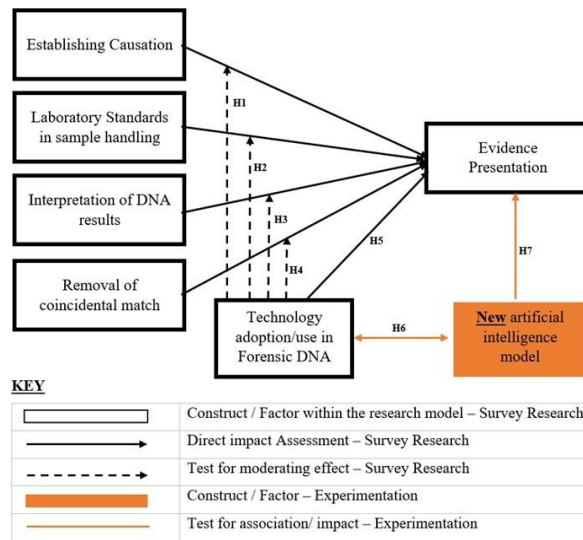 Establishing Causation
Laboratory Standards
in sample handling
Interpretation of DNA
results
Removal of
coincidental match
H1
H2
H3
H4
H5
Evidence
Presentation
H7
Technology
adoption/use in
Forensic DNA
H6
New artificial
intelligence
model
KEY
Construct / Factor within the research model – Survey Research
Direct impact Assessment – Survey Research
Test for moderating effect – Survey Research
Construct / Factor – Experimentation
Test for association/ impact – Experimentation